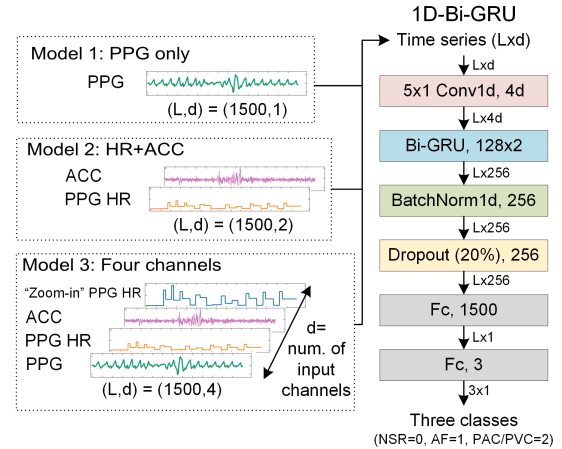 Model 1: PPG only
PPG
(L,d) = (1500,1)
Model 2: HR+ACC
ACC
PPG HR
(L,d) = (1500,2)
Model 3: Four channels
“Zoom-in” PPG HR
ACC
PPG HR
PPG
(L,d) = (1500,4)
d=
num. of
input
channels
1D-Bi-GRU
Time series (Lxd)
Lxd
5x1 Conv1d, 4d
Lx4d
Bi-GRU, 128x2
Lx256
BatchNorm1d, 256
Lx256
Dropout (20%), 256
Lx256
Fc, 1500
Lx1
Fc, 3
3x1
Three classes
(NSR=0, AF=1, PAC/PVC=2)